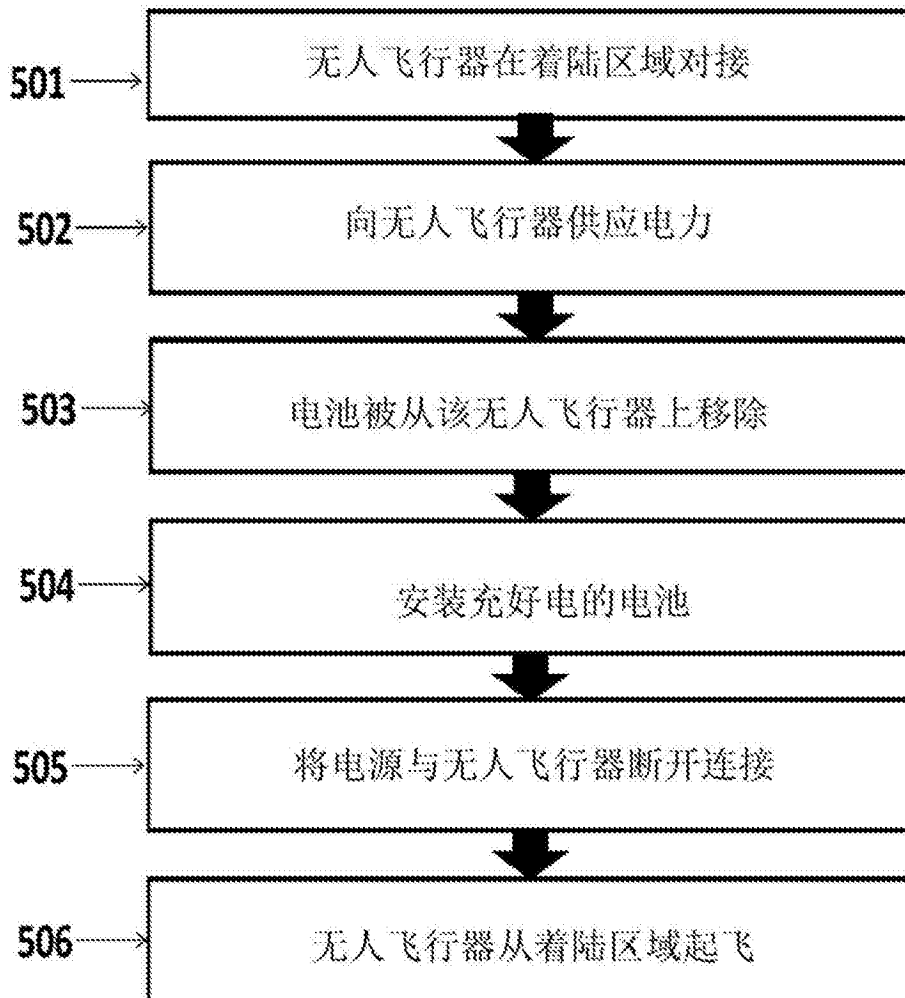 501 无人飞行器在着陆区域对接
502 向无人飞行器供应电力
503 电池被从该无人飞行器上移除
504 安装充好电的电池
505 将电源与无人飞行器断开连接
506 无人飞行器从着陆区域起飞